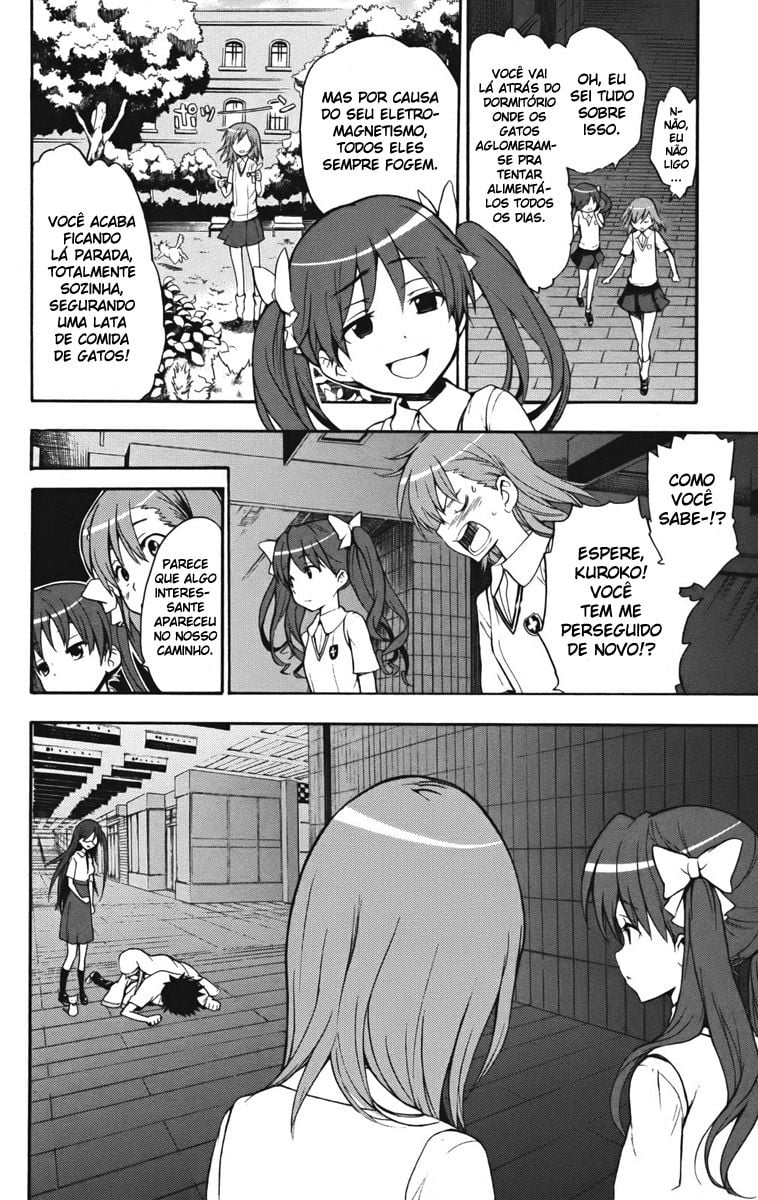 N-
NÃO,
EU
NÃO
LIGO
...
OH, EU
SEI TUDO
SOBRE
ISSO.
VOCÊ VAI
LÁ ATRÁS DO
DORMITÓRIO
ONDE OS
GATOS
AGLOMERAM-
SE PRA
TENTAR
ALIMENTÁ-
LOS TODOS
OS DIAS.
MAS POR CAUSA
DO SEU ELETRO-
MAGNETISMO,
TODOS ELES
SEMPRE FOGEM.
ポツーン
VOCÊ ACABA
FICANDO
LÁ PARADA,
TOTALMENTE
SOZINHA,
SEGURANDO
UMA LATA
DE COMIDA
DE GATOS!
COMO
VOCÊ
SABE-!?
ESPERE,
KUROKO!
VOCÊ
TEM ME
PERSEGUIDO
DE NOVO!?
PARECE
QUE ALGO
INTERES-
SANTE
APARECEU
NO NOSSO
CAMINHO.